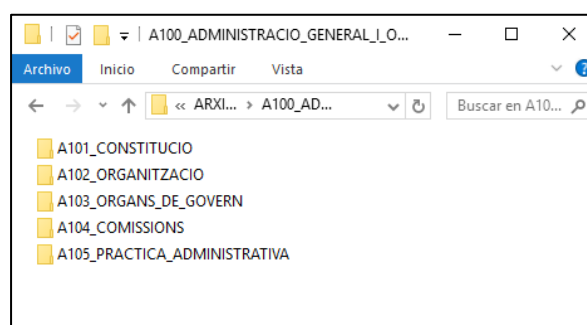 A100_ADMINISTRACIO_GENERAL_I_O...
Archivo Inicio Compartir Vista
« ARXI... > A100_AD... Buscar en A10...
A101_CONSTITUCIO
A102_ORGANITZACIO
A103_ORGANS_DE_GOVERN
A104_COMISSIONS
A105_PRACTICA_ADMINISTRATIVA